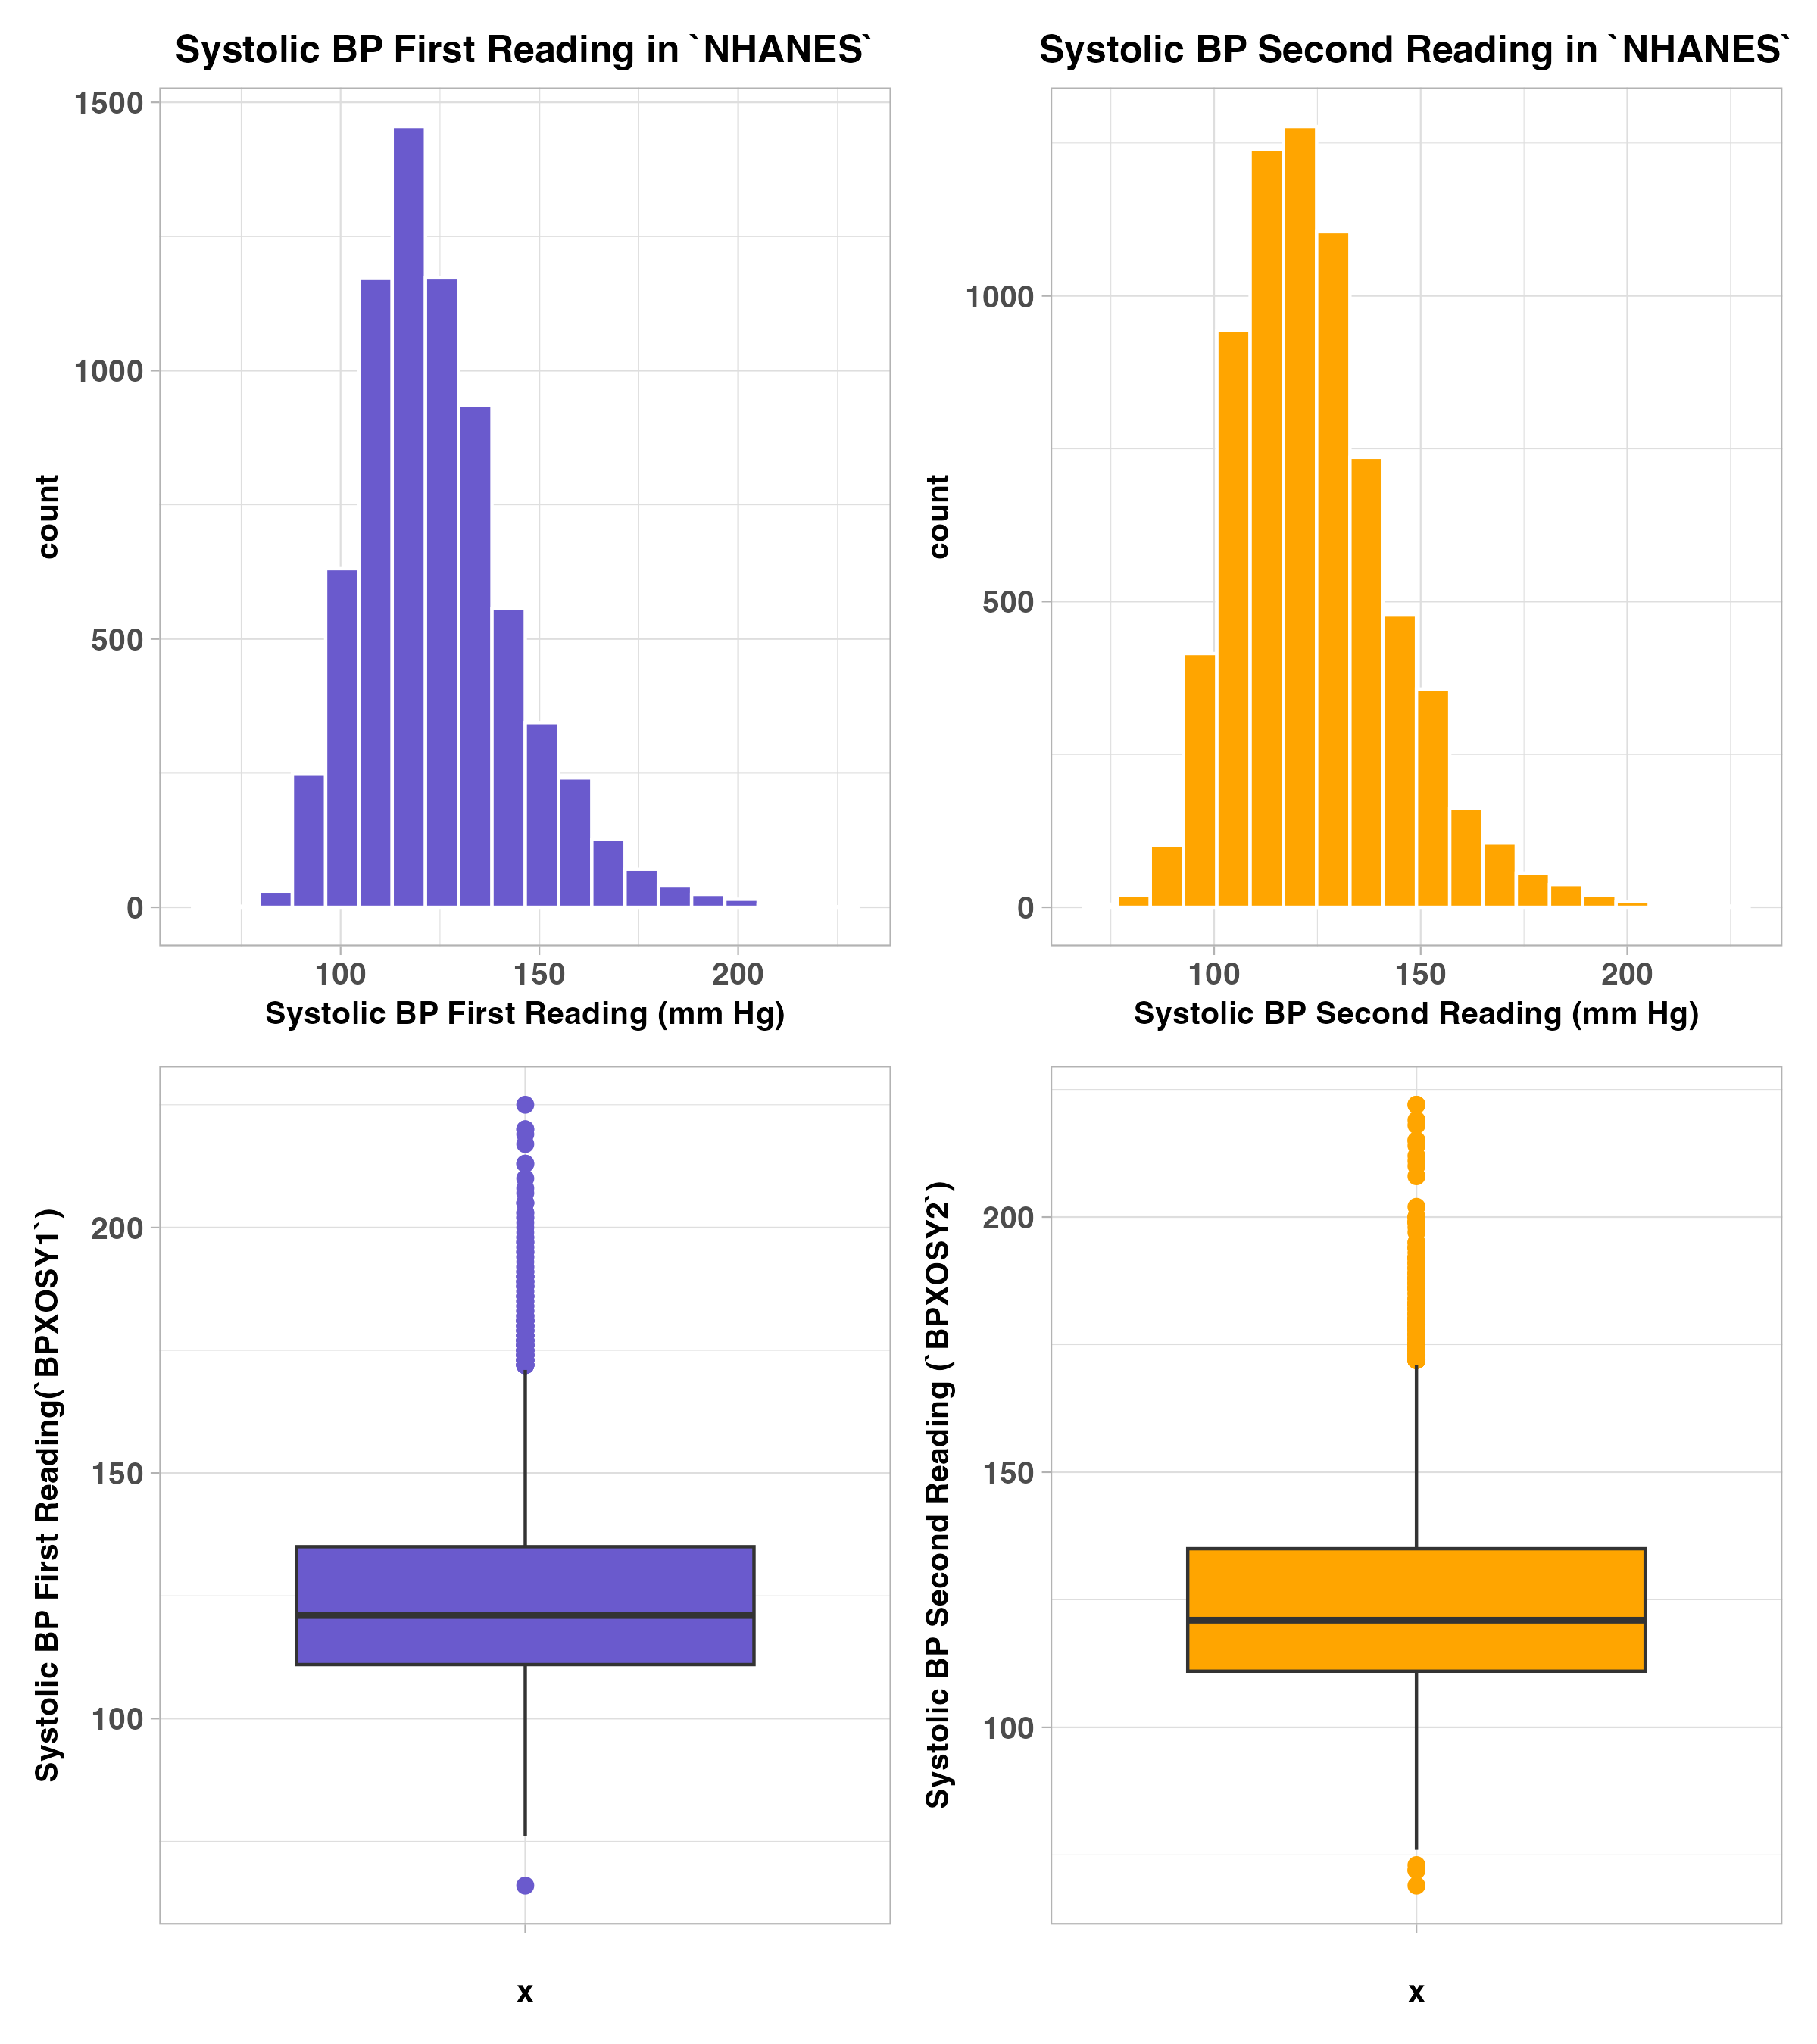 Systolic BP First Reading in `NHANES`
1500
1000
500
0
count
100 150 200
Systolic BP First Reading (mm Hg)
Systolic BP Second Reading in `NHANES`
1000
500
0
count
100 150 200
Systolic BP Second Reading (mm Hg)
200
150
100
Systolic BP First Reading(`BPXOSY1`)
x
200
150
100
Systolic BP Second Reading (`BPXOSY2`)
x